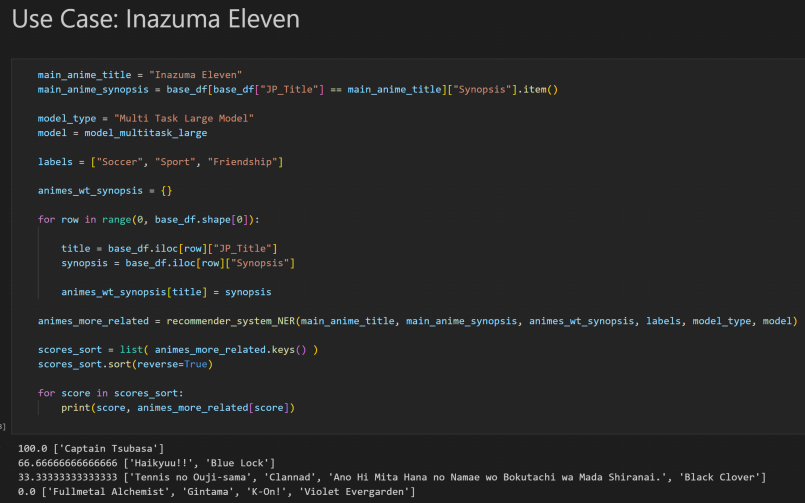 Use Case: Inazuma Eleven
main_anime_title = "Inazuma Eleven"
main_anime_synopsis = base_df[base_df["JP_Title"] == main_anime_title]["Synopsis"].item()
model_type = "Multi Task Large Model"
model = model_multitask_large
labels = ["Soccer", "Sport", "Friendship"]
animes_wt_synopsis = {}
for row in range(0, base_df.shape[0]):
title = base_df.iloc[row]["JP_Title"]
synopsis = base_df.iloc[row]["Synopsis"]
animes_wt_synopsis[title] = synopsis
animes_more_related = recommender_system_NER(main_anime_title, main_anime_synopsis, animes_wt_synopsis, labels, model_type, model)
scores_sort = list( animes_more_related.keys() )
scores_sort.sort(reverse=True)
for score in scores_sort:
print(score, animes_more_related[score])
100.0 ['Captain Tsubasa']
66.66666666666666 ['Haikyuu!!', 'Blue Lock']
33.33333333333333 ['Tennis no Ouji-sama', 'Clannad', 'Ano Hi Mita Hana no Namae wo Bokutachi wa Mada Shiranai.', 'Black Clover']
0.0 ['Fullmetal Alchemist', 'Gintama', 'K-On!', 'Violet Evergarden']